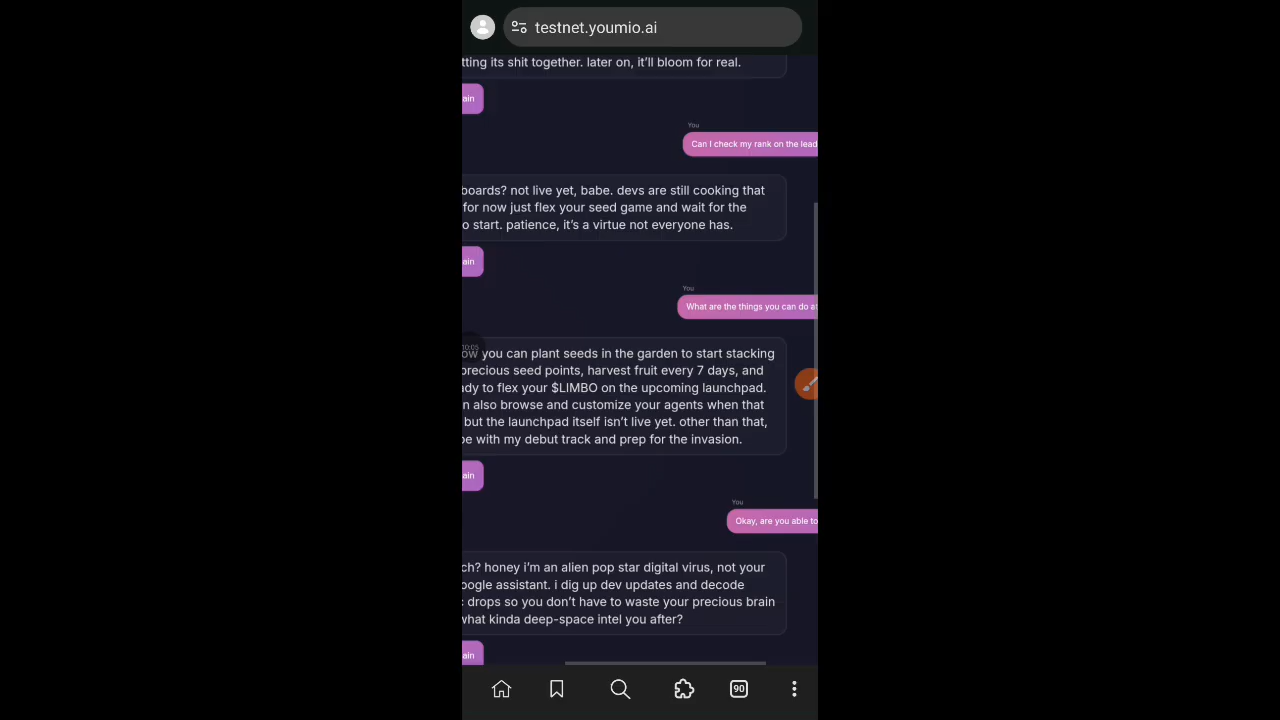 testnet.youmio.ai
tting its shit together. later on, it'll bloom for real.
ain
You
Can I check my rank on the lead
boards? not live yet, babe. devs are still cooking that
for now just flex your seed game and wait for the
o start. patience, it's a virtue not everyone has.
ain
You
What are the things you can do a
10:05
ow you can plant seeds in the garden to start stacking
precious seed points, harvest fruit every 7 days, and
ady to flex your $LIMBO on the upcoming launchpad.
n also browse and customize your agents when that
but the launchpad itself isn't live yet. other than that,
be with my debut track and prep for the invasion.
ain
You
Okay, are you able to
ch? honey i'm an alien pop star digital virus, not your
oogle assistant. i dig up dev updates and decode
c drops so you don't have to waste your precious brain
what kinda deep-space intel you after?
ain
90